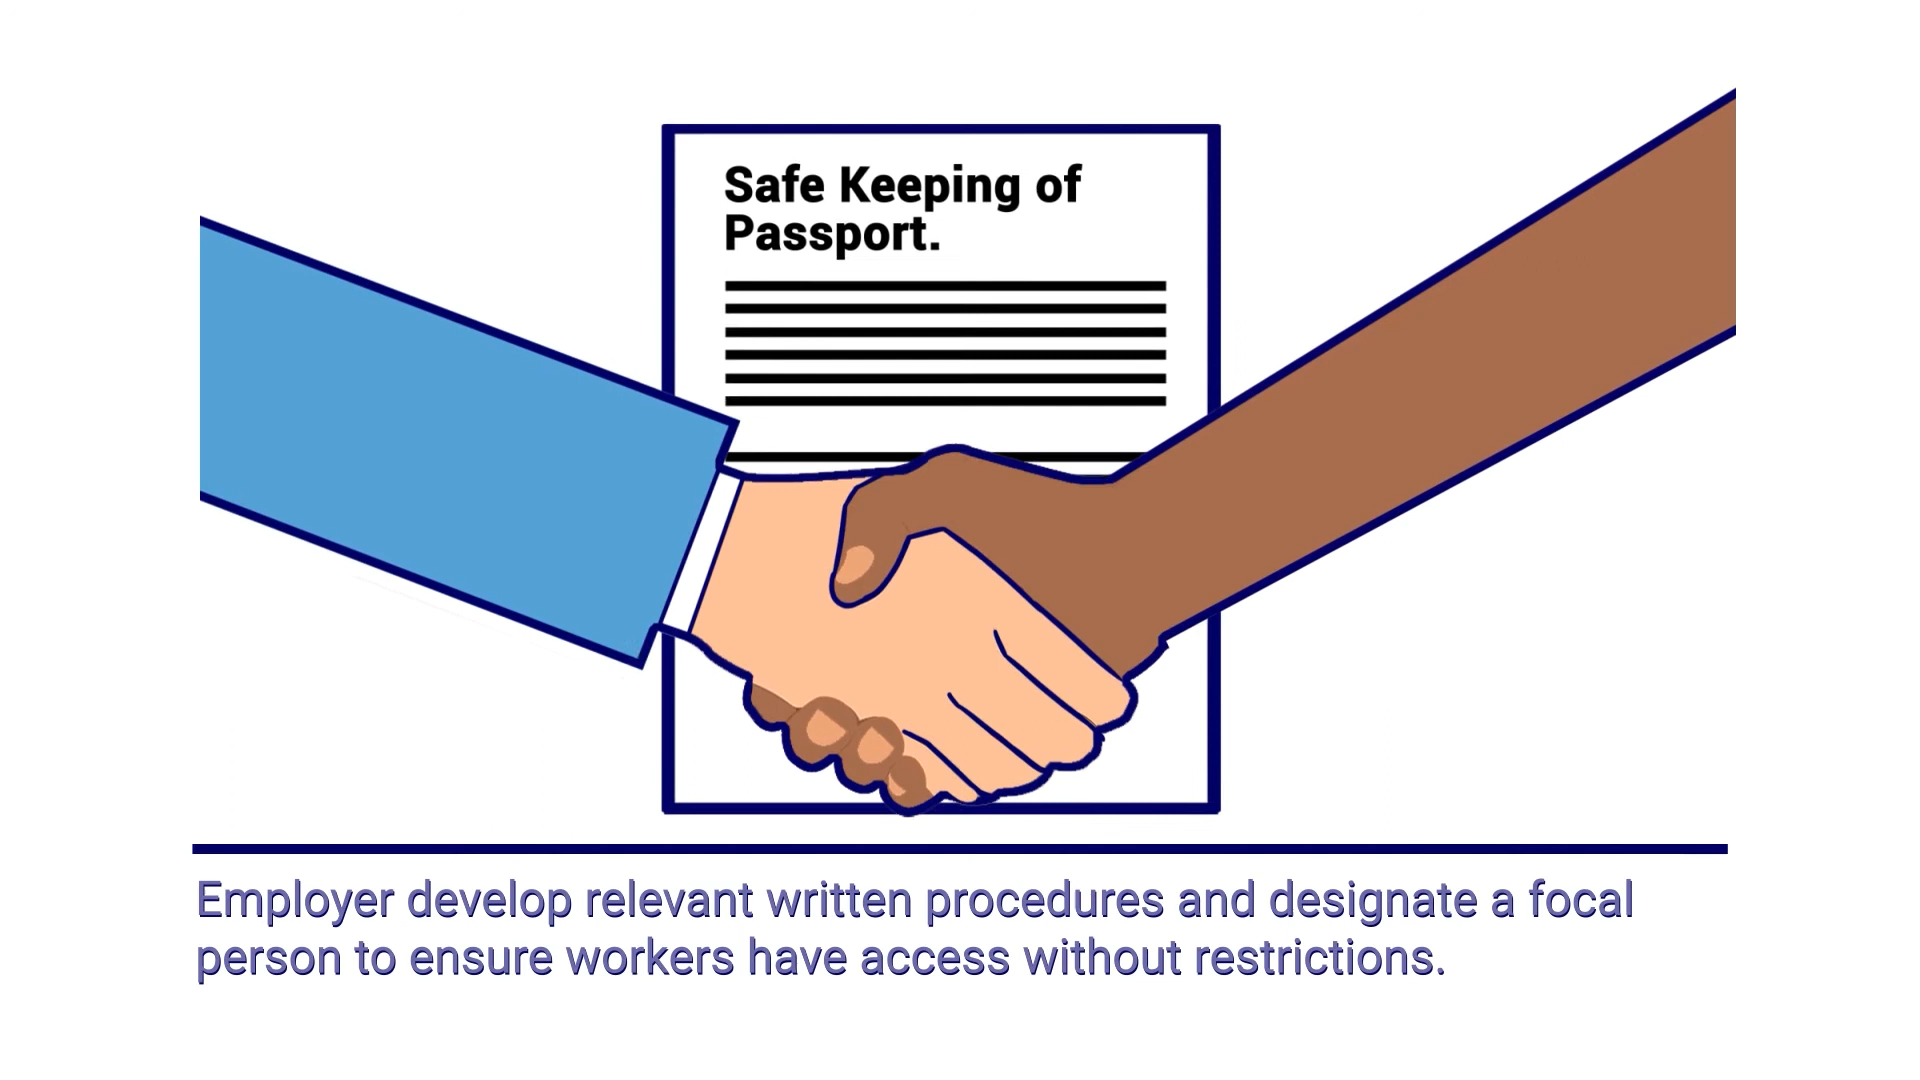 Safe Keeping of
Passport.
Employer develop relevant written procedures and designate a focal
person to ensure workers have access without restrictions.